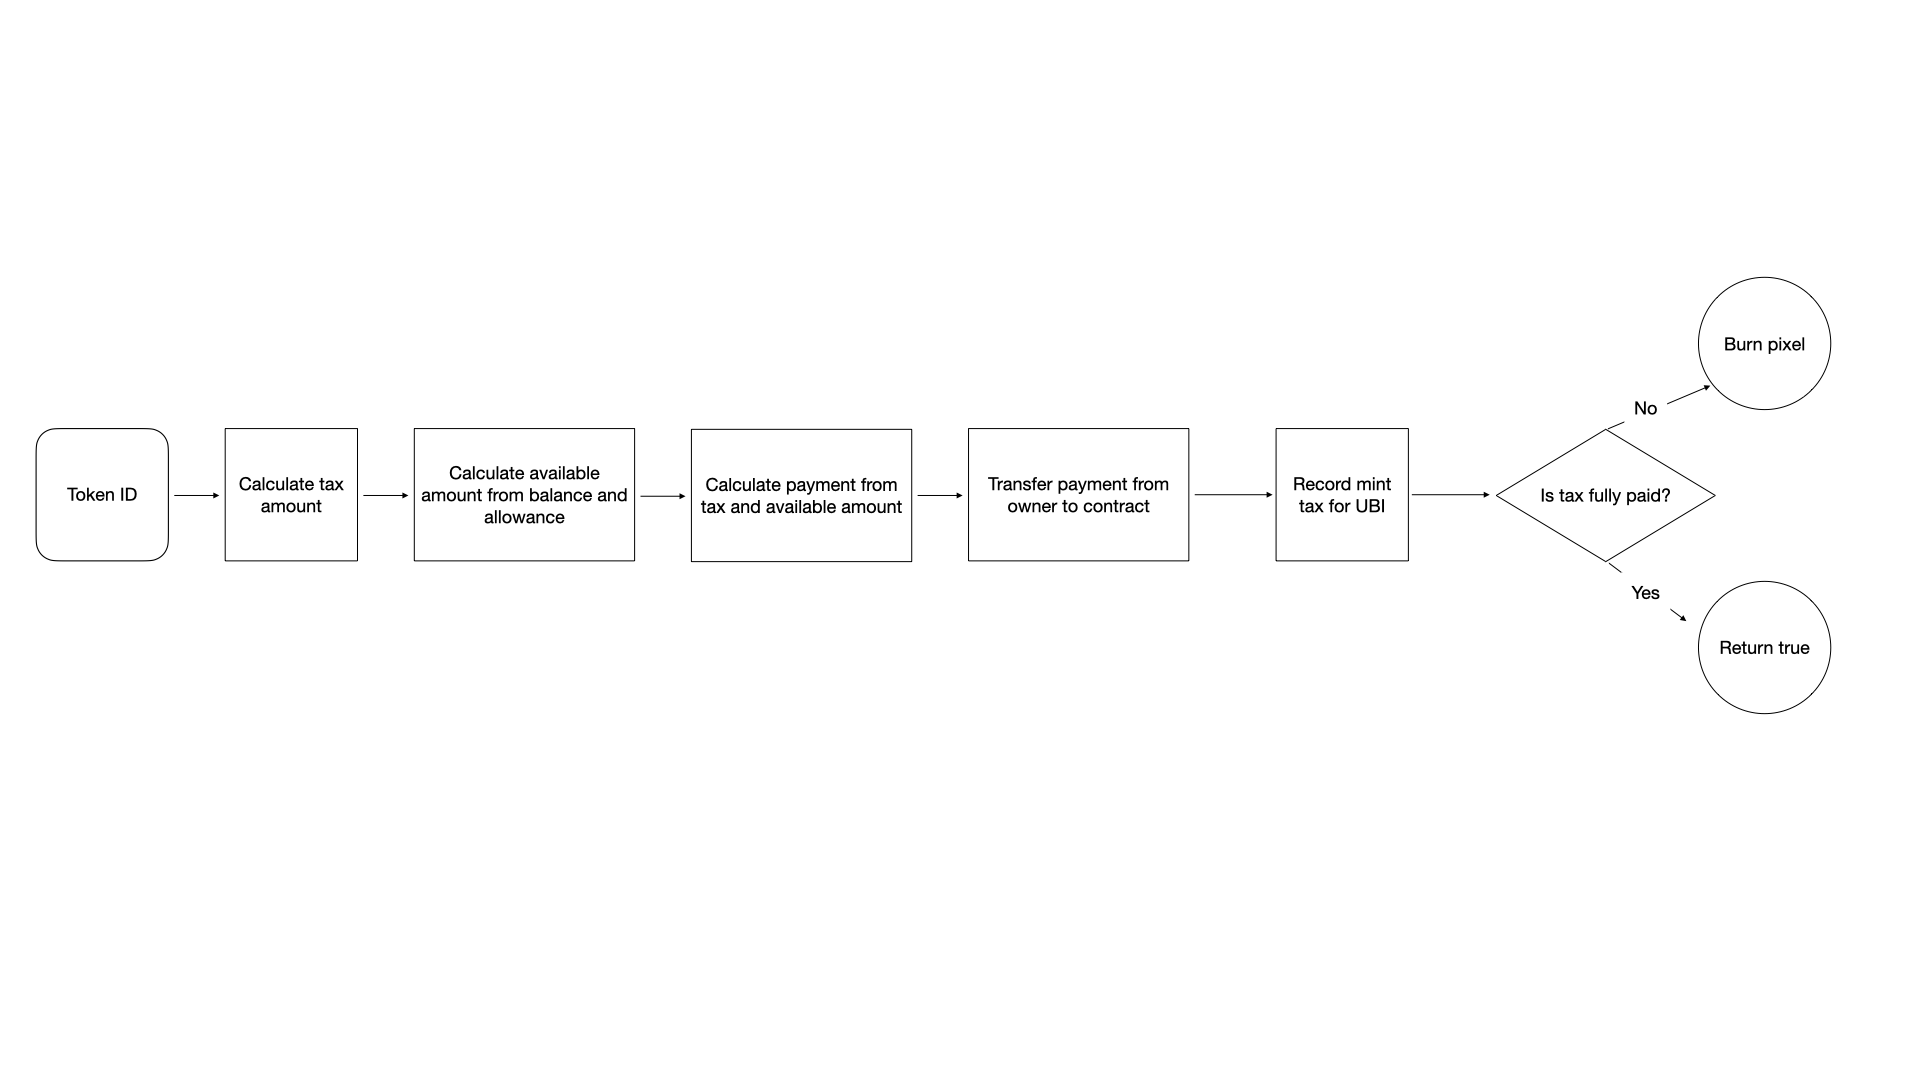 Token ID
Calculate tax
amount
Calculate available
amount from balance and
allowance
Calculate payment from
tax and available amount
Transfer payment from
owner to contract
Record mint
tax for UBI
Is tax fully paid?
No
Burn pixel
Yes
Return true